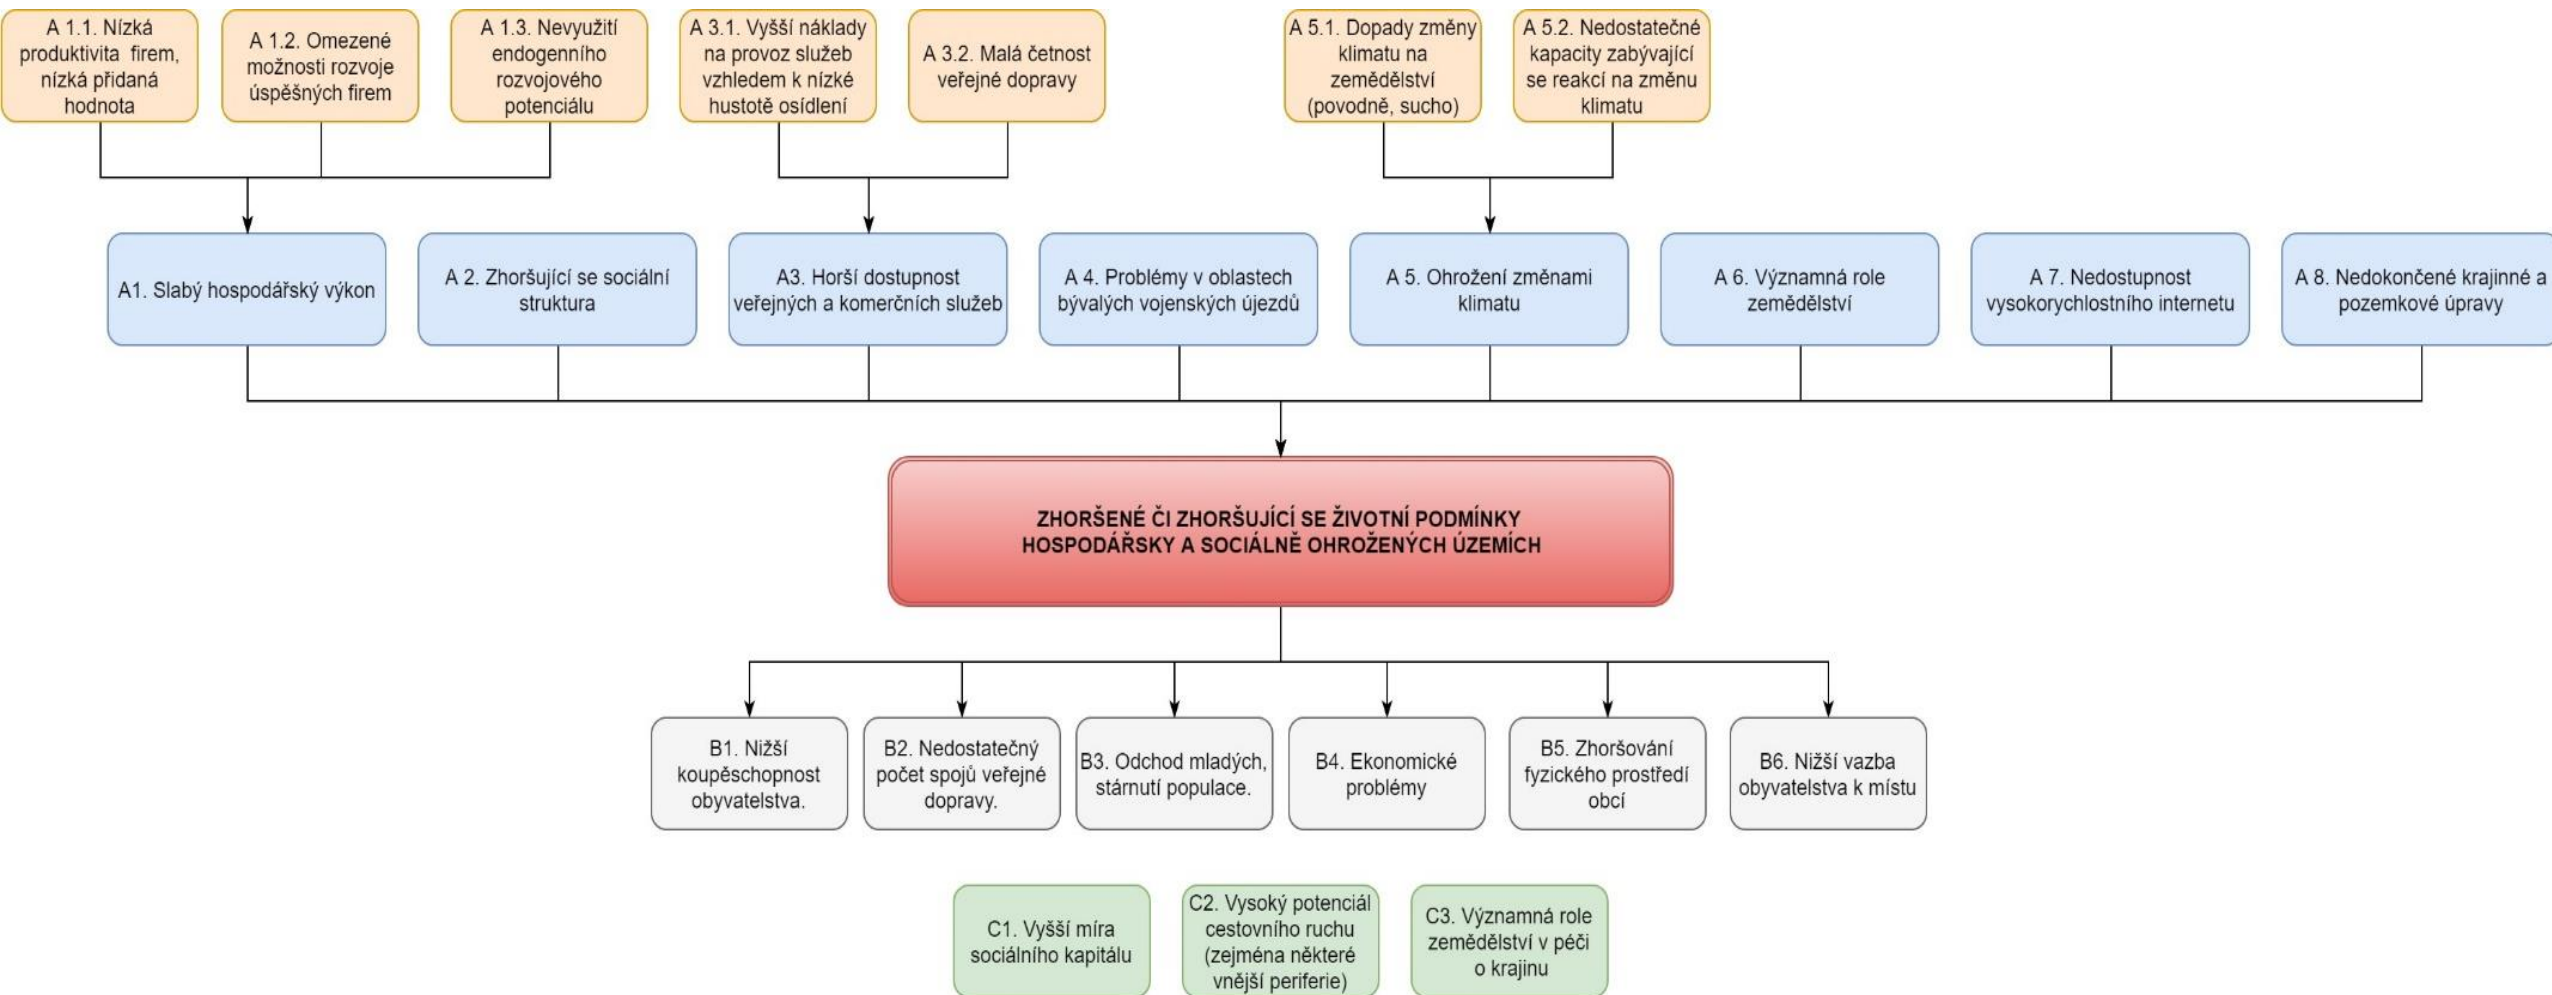 A 1.1. Nízká
produktivita firem,
nízká přidaná
hodnota
A 1.2. Omezené
možnosti rozvoje
úspěšných firem
A 1.3. Nevyužití
endogenního
rozvojového
potenciálu
A 3.1. Vyšší náklady
na provoz služeb
vzhledem k nízké
hustotě osídlení
A 3.2. Malá četnost
veřejné dopravy
A 5.1. Dopady změny
klimatu na
zemědělství
(povodně, sucho)
A 5.2. Nedostatečné
kapacity zabývající
se reakcí na změnu
klimatu
A1. Slabý hospodářský výkon
A 2. Zhoršující se sociální
struktura
A3. Horší dostupnost
veřejných a komerčních služeb
A 4. Problémy v oblastech
bývalých vojenských újezdů
A 5. Ohrožení změnami
klimatu
A 6. Významná role
zemědělství
A 7. Nedostupnost
vysokorychlostního internetu
A 8. Nedokončené krajinné a
pozemkové úpravy
ZHORŠENÉ ČI ZHORŠUJÍCÍ SE ŽIVOTNÍ PODMÍNKY
HOSPODÁŘSKY A SOCIÁLNĚ OHROŽENÝCH ÚZEMÍCH
B1. Nižší
koupěschopnost
obyvatelstva.
B2. Nedostatečný
počet spojů veřejné
dopravy.
B3. Odchod mladých,
stárnutí populace.
B4. Ekonomické
problémy
B5. Zhoršování
fyzického prostředí
obcí
B6. Nižší vazba
obyvatelstva k místu
C1. Vyšší míra
sociálního kapitálu
C2. Vysoký potenciál
cestovního ruchu
(zejména některé
vnější periferie)
C3. Významná role
zemědělství v péči
o krajinu